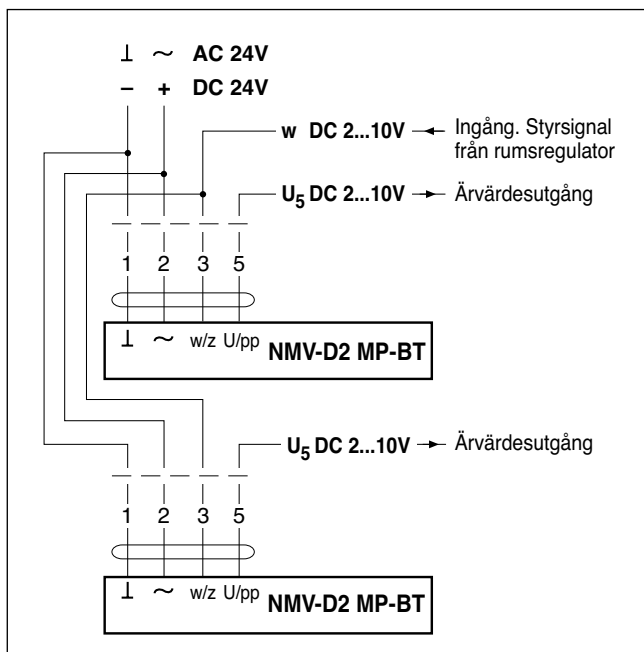 ⊥ ~ AC 24V
– + DC 24V
w DC 2...10V Ingång. Styrsignal
från rumsregulator
U5 DC 2...10V Ärvärdesutgång
1 2 3 5
⊥ ~ w/z U/pp
NMV-D2 MP-BT
U5 DC 2...10V Ärvärdesutgång
1 2 3 5
⊥ ~ w/z U/pp
NMV-D2 MP-BT